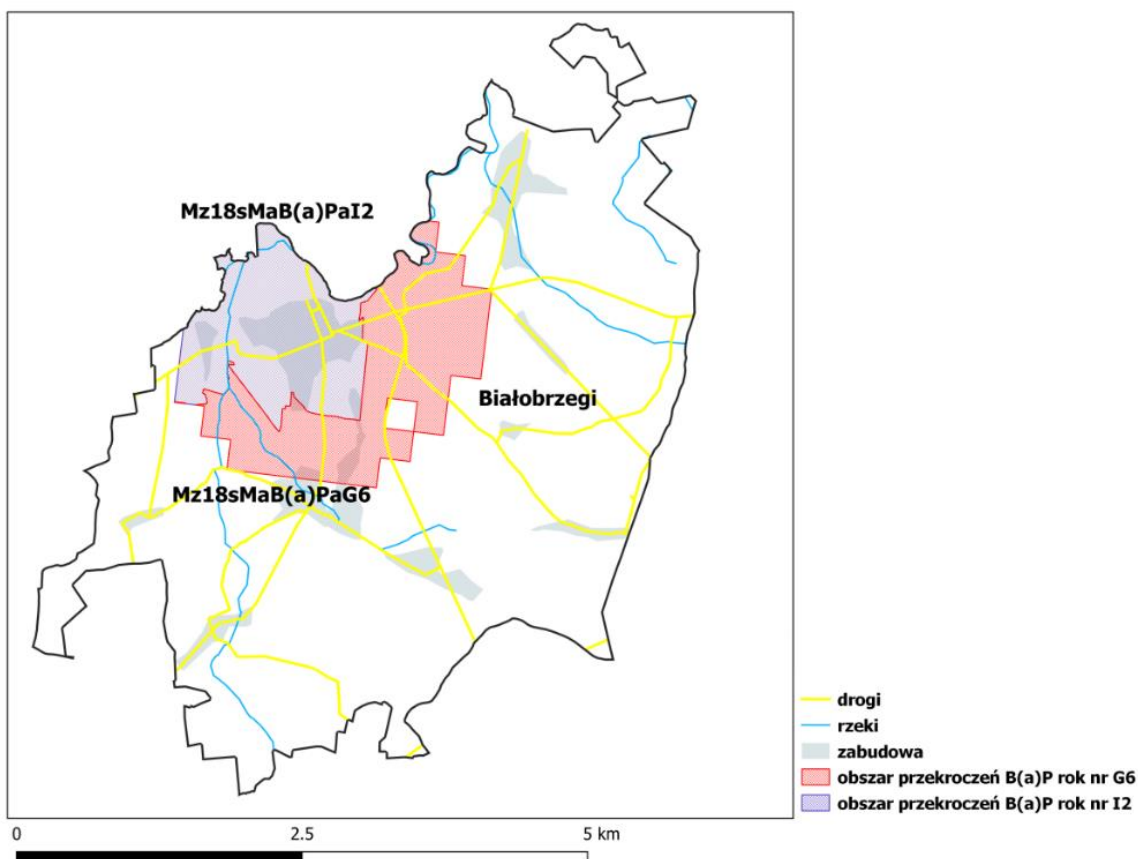 Mz18sMaB(a)PaI2
Białobrzegi
Mz18sMaB(a)PaG6
drogi
rzeki
zabudowa
obszar przekroczeń B(a)P rok nr G6
obszar przekroczeń B(a)P rok nr I2
0 2.5 5 km